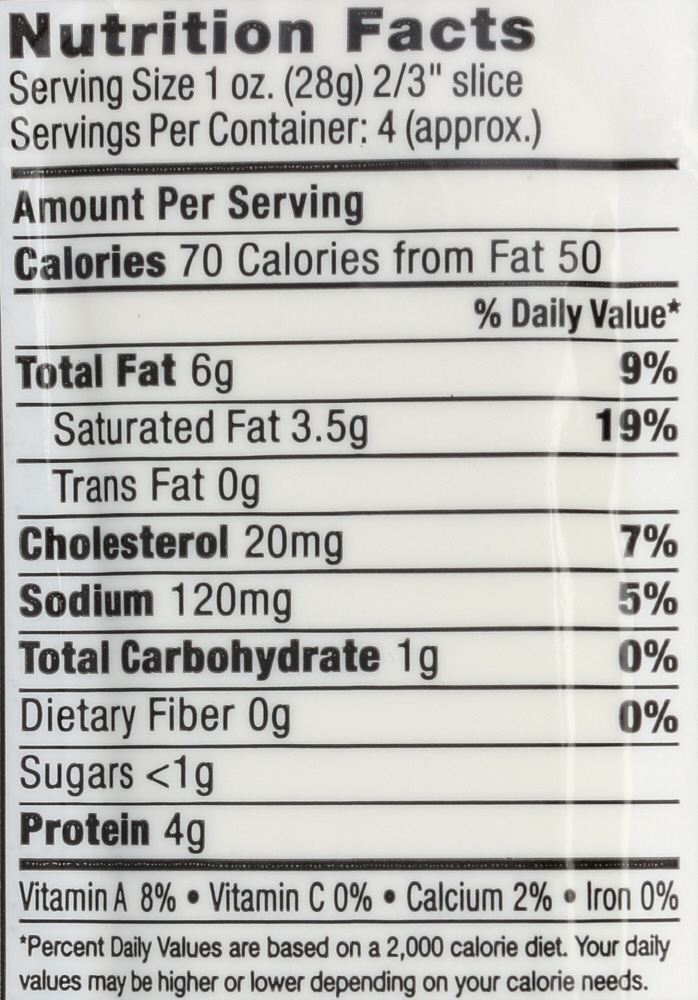 Nutrition Facts
Serving Size 1 oz. (28g) 2/3" slice
Servings Per Container: 4 (approx.)
Amount Per Serving
Calories 70 Calories from Fat 50
% Daily Value*
Total Fat 6g 9%
Saturated Fat 3.5g 19%
Trans Fat 0g
Cholesterol 20mg 7%
Sodium 120mg 5%
Total Carbohydrate 1g 0%
Dietary Fiber 0g 0%
Sugars <1g
Protein 4g
Vitamin A 8% • Vitamin C 0% • Calcium 2% • Iron 0%
*Percent Daily Values are based on a 2,000 calorie diet. Your daily
values may be higher or lower depending on your calorie needs.